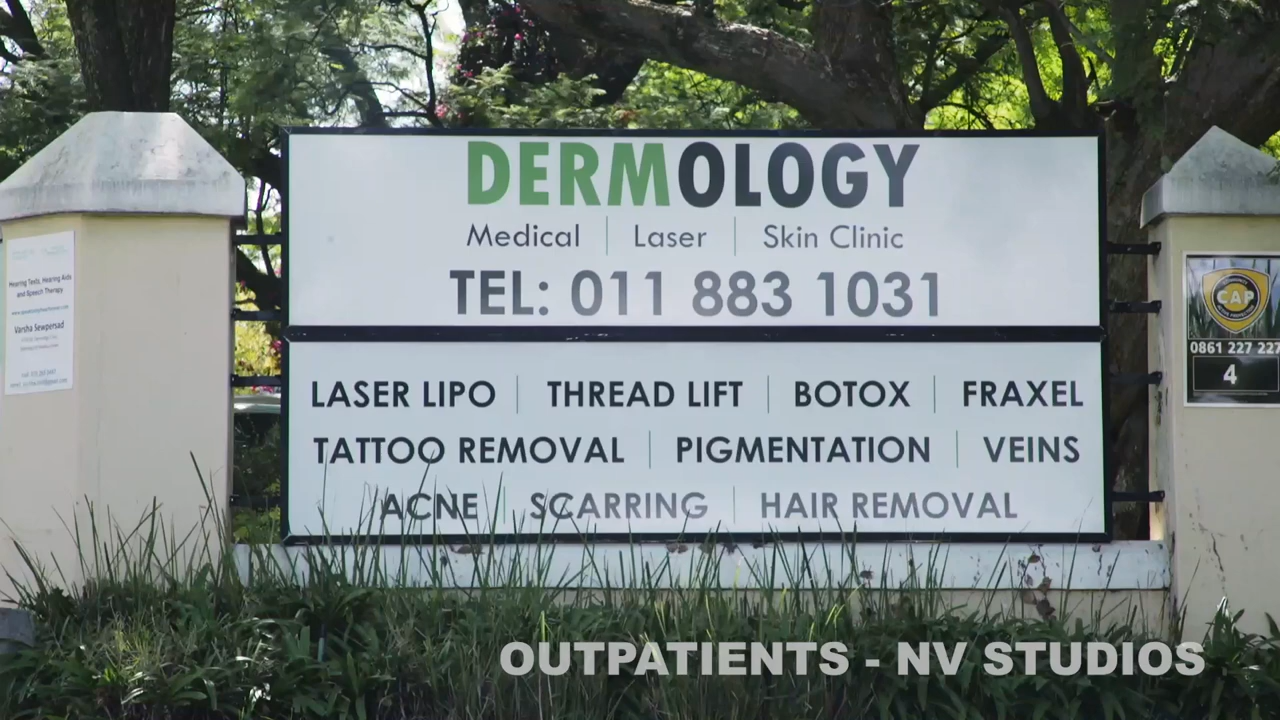 DERMOLOGY
Medical | Laser | Skin Clinic
TEL: 011 883 1031
LASER LIPO | THREAD LIFT | BOTOX | FRAXEL
TATTOO REMOVAL | PIGMENTATION | VEINS
ACNE | SCARRING | HAIR REMOVAL
Hearing Tests, Hearing Aids
and Speech Therapy
Varsha Sewpersad
CAP
0861 227 227
4
OUTPATIENTS - NV STUDIOS